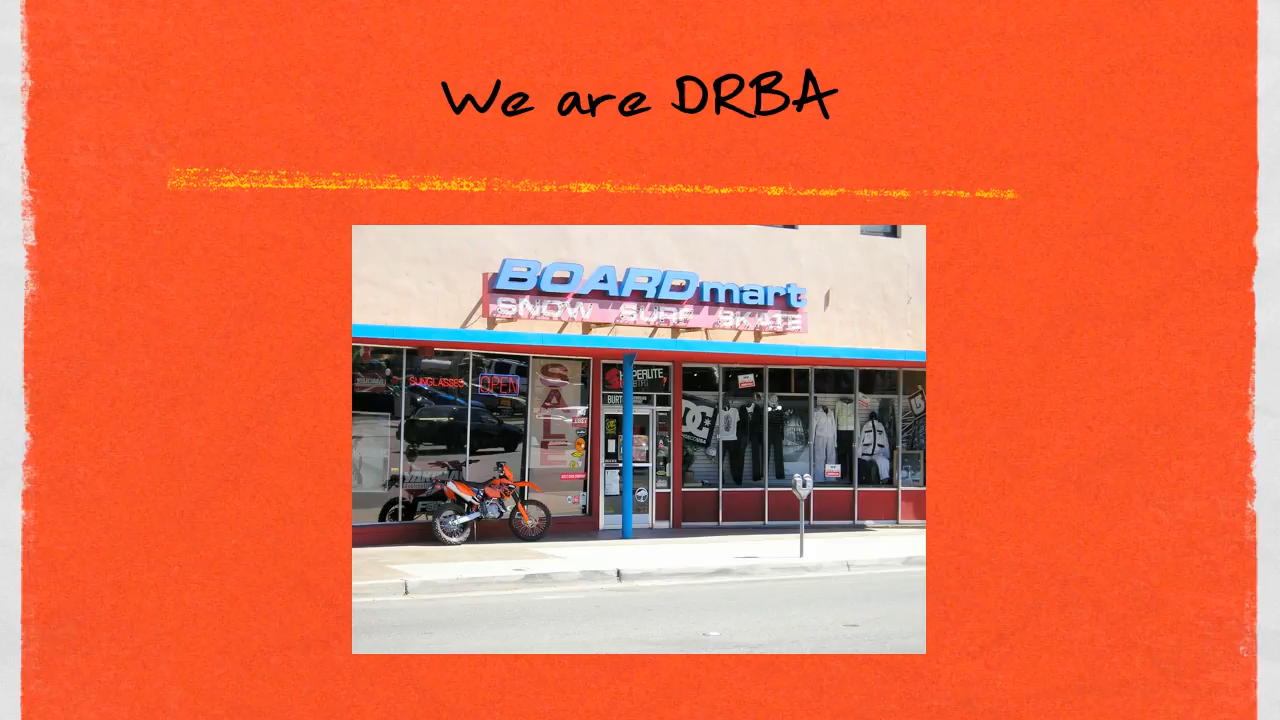 We are DRBA
BOARDmart
SNOW SURF SKATE
SUNGLASSES
OPEN
SALE
DC